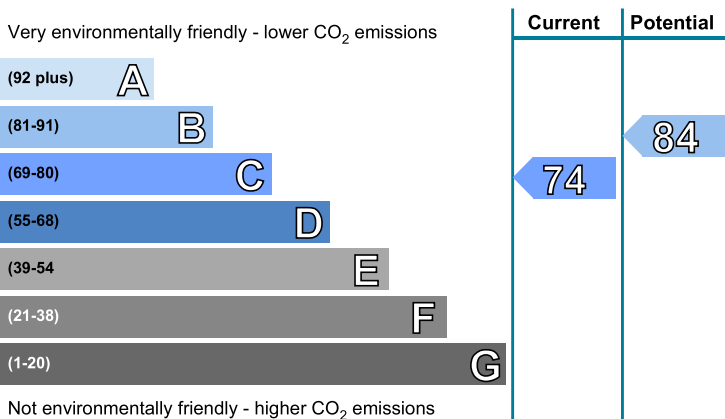 Very environmentally friendly - lower CO2 emissions
Current
Potential
(92 plus) A
(81-91) B
84
(69-80) C
74
(55-68) D
(39-54 E
(21-38) F
(1-20) G
Not environmentally friendly - higher CO2 emissions